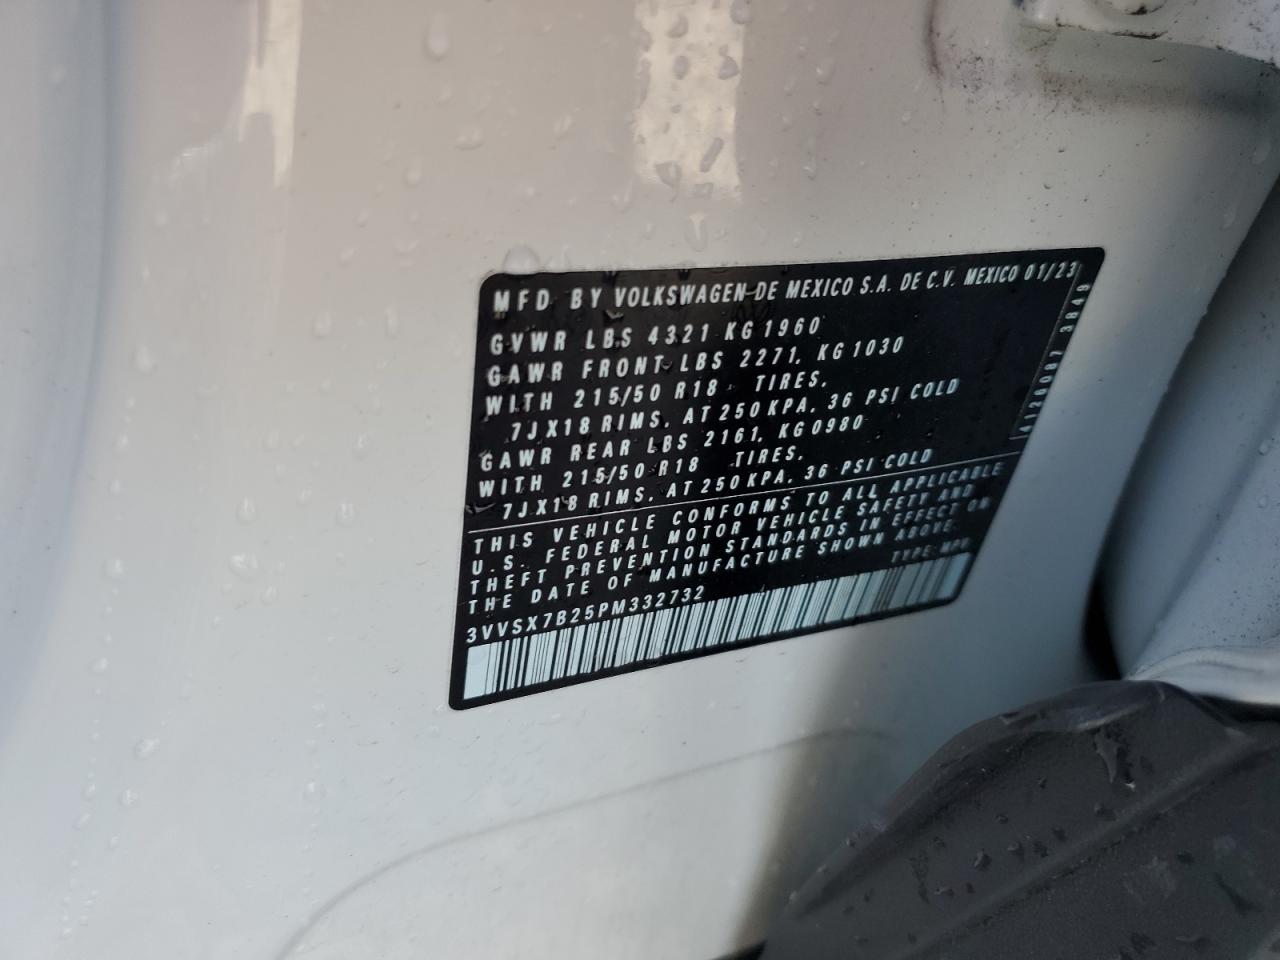 MFD BY VOLKSWAGEN DE MEXICO S.A. DE C.V. MEXICO 01/23
GVWR LBS 4321 KG 1960
GAWR FRONT LBS 2271, KG 1030
WITH 215/50 R18 TIRES,
7JX18 RIMS, AT 250 KPA, 36 PSI COLD
GAWR REAR LBS 2161, KG 0980
WITH 215/50 R18 TIRES,
7JX18 RIMS, AT 250 KPA, 36 PSI COLD
THIS VEHICLE CONFORMS TO ALL APPLICABLE
U.S. FEDERAL MOTOR VEHICLE SAFETY AND
THEFT PREVENTION STANDARDS IN EFFECT ON
THE DATE OF MANUFACTURE SHOWN ABOVE.
TYPE: MPV
3VVSX7B25PM332732
4126087 3849